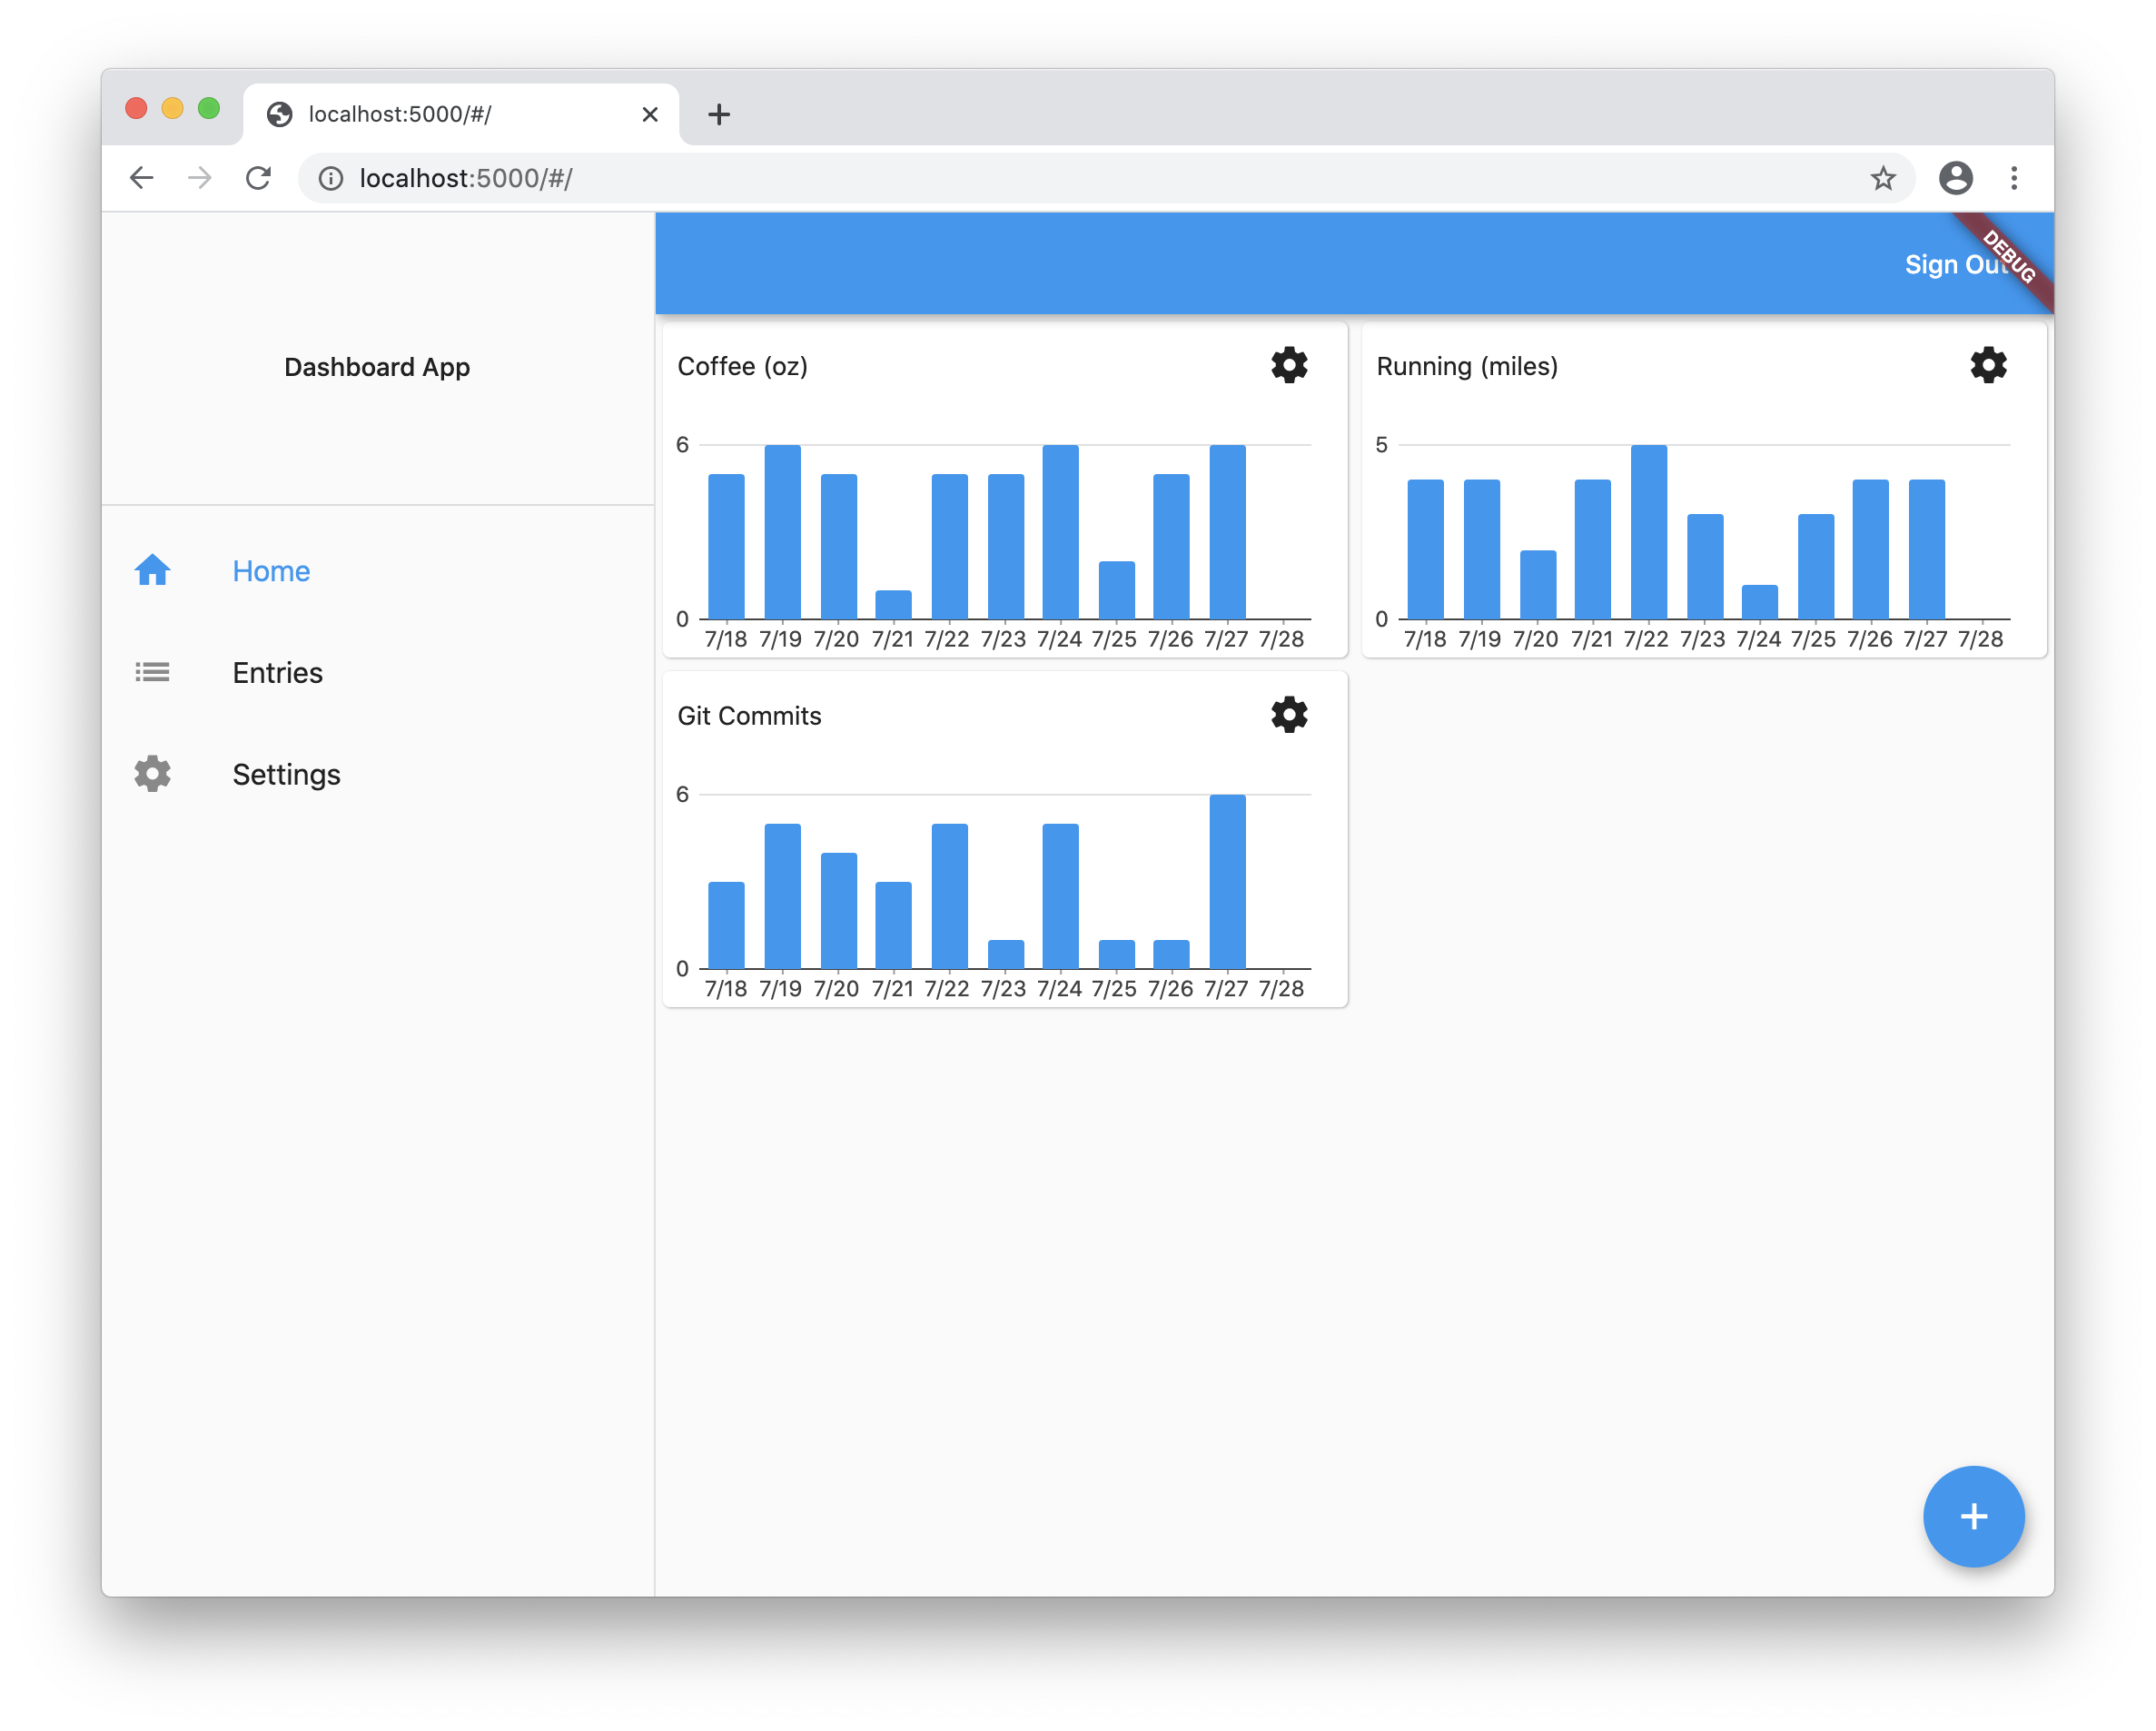 localhost:5000/#/
localhost:5000/#/
Sign Out
DEBUG
Dashboard App
Home
Entries
Settings
Coffee (oz)
6
0
7/18 7/19 7/20 7/21 7/22 7/23 7/24 7/25 7/26 7/27 7/28
Running (miles)
5
0
7/18 7/19 7/20 7/21 7/22 7/23 7/24 7/25 7/26 7/27 7/28
Git Commits
6
0
7/18 7/19 7/20 7/21 7/22 7/23 7/24 7/25 7/26 7/27 7/28